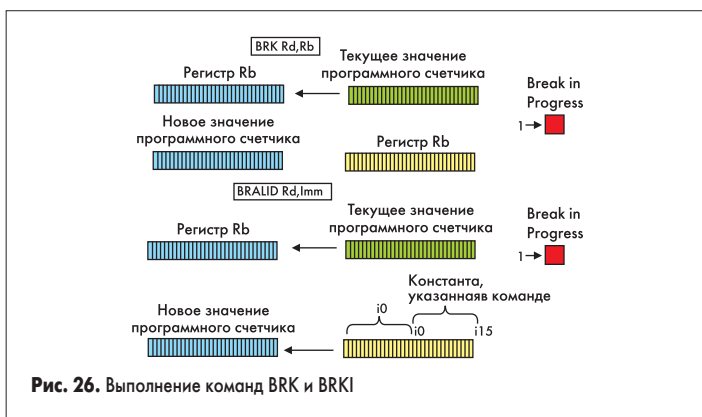 BRK Rd,Rb
Регистр Rb
Текущее значение
программного счетчика
Break in
Progress
1
Новое значение
программного счетчика
Регистр Rb
BRALID Rd,Imm
Регистр Rb
Текущее значение
программного счетчика
Break in
Progress
1
Константа,
указаннаяв команде
Новое значение
программного счетчика
i0
i0
i15
Рис. 26. Выполнение команд BRK и BRKI